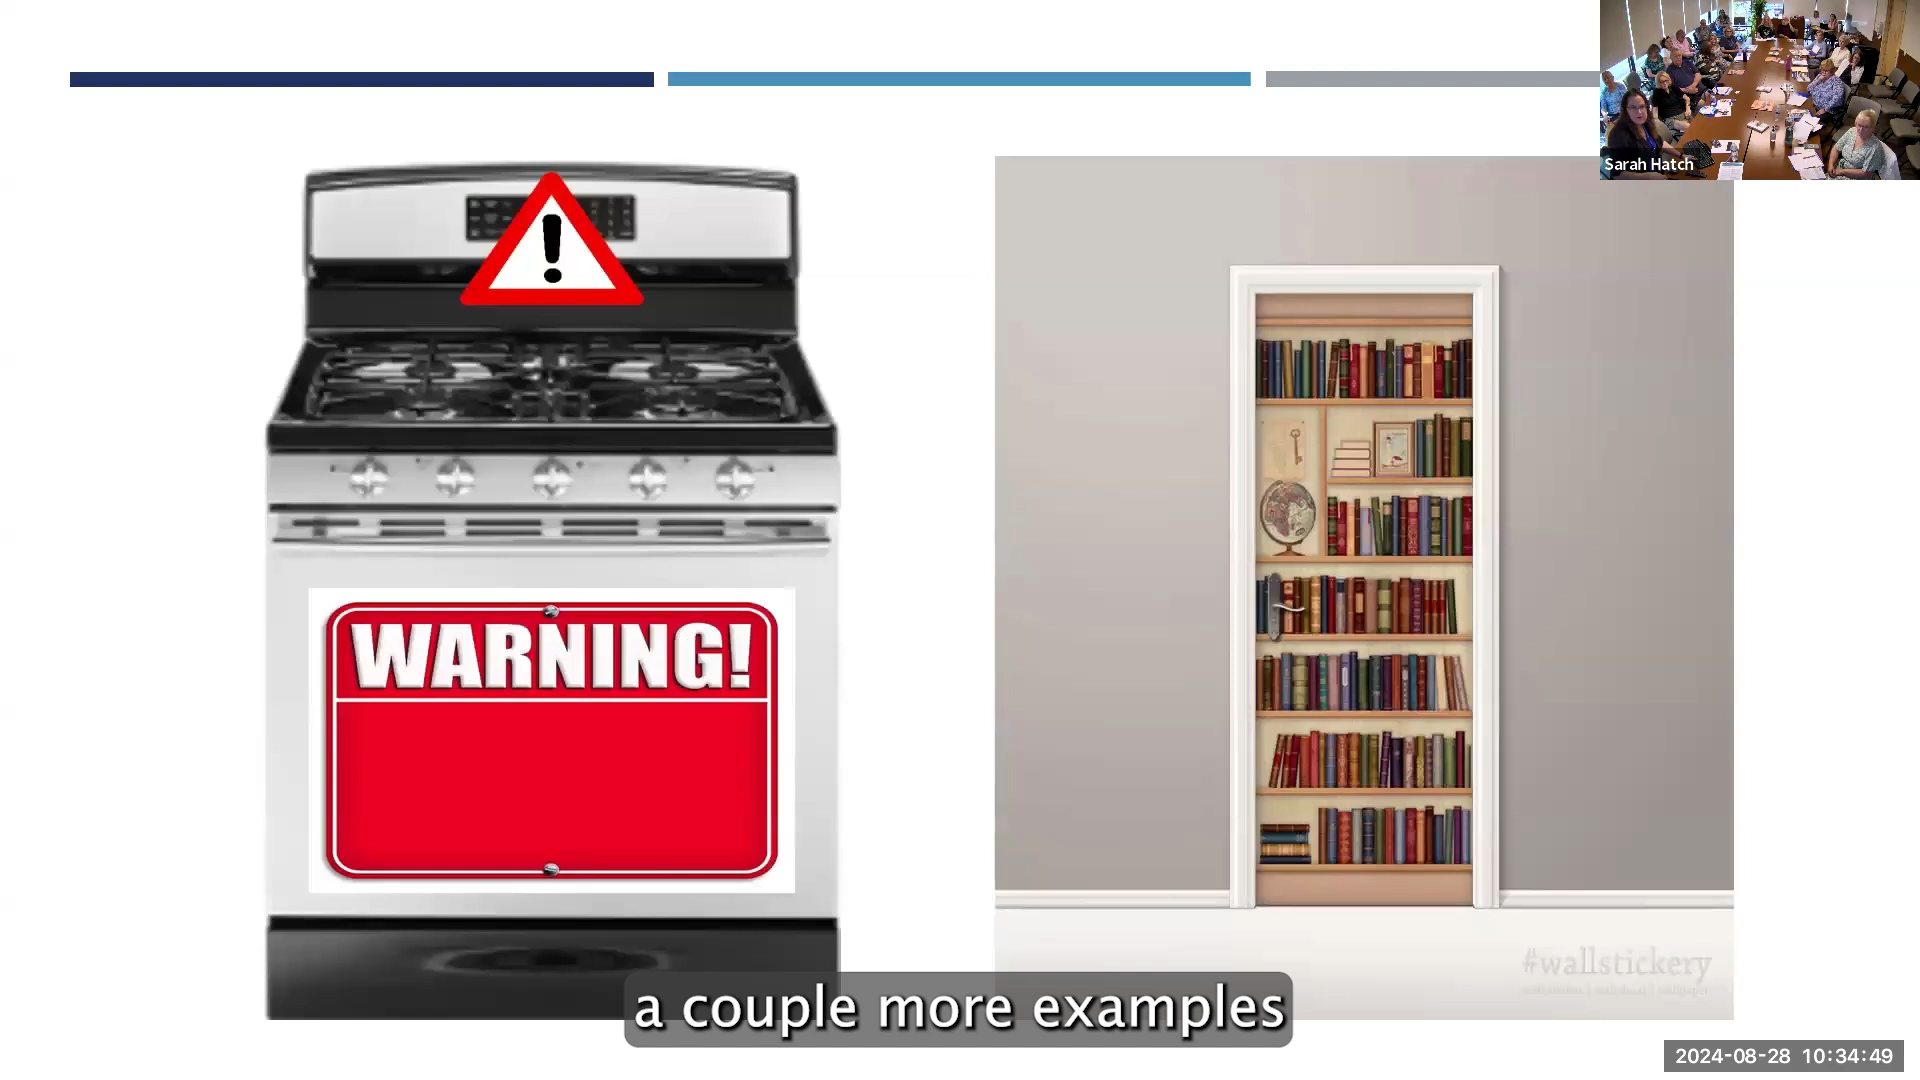 Sarah Hatch
WARNING!
#wallstickery
a couple more examples
2024-08-28 10:34:49